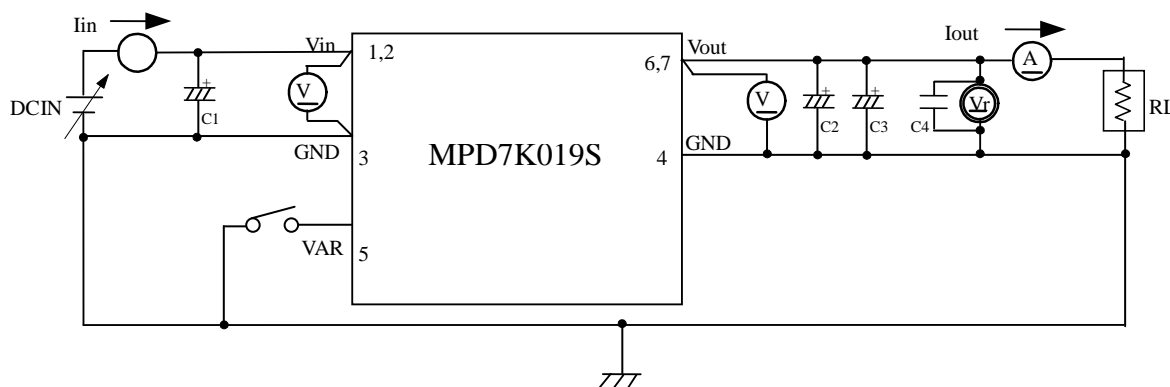 Iin
Vin
1,2
V
+
C1
DCIN
GND
3
VAR
5
MPD7K019S
Vout
6,7
V
+
C2
+
C3
C4
Vr
Iout
A
RL
GND
4